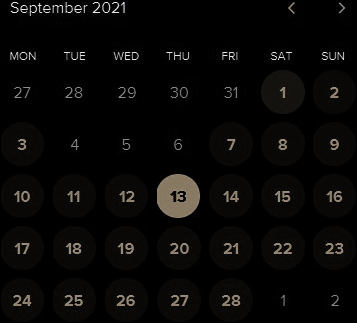 September 2021 < >
MON TUE WED THU FRI SAT SUN
27 28 29 30 31 1 2
3 4 5 6 7 8 9
10 11 12 13 14 15 16
17 18 19 20 21 22 23
24 25 26 27 28 1 2